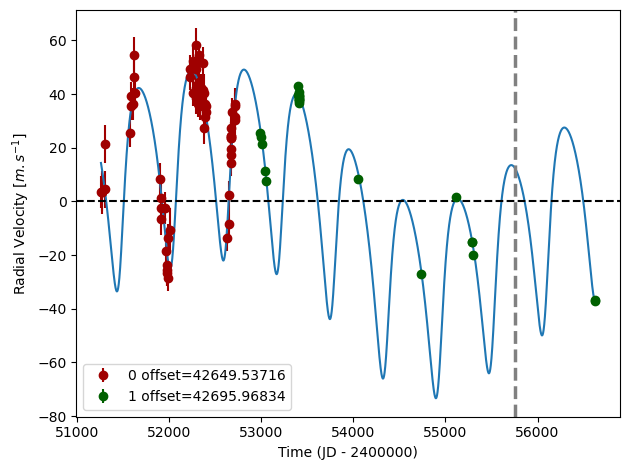 60
40
20
0
−20
−40
−60
−80
Radial Velocity [m.s⁻¹]
0 offset=42649.53716
1 offset=42695.96834
51000 52000 53000 54000 55000 56000
Time (JD - 2400000)